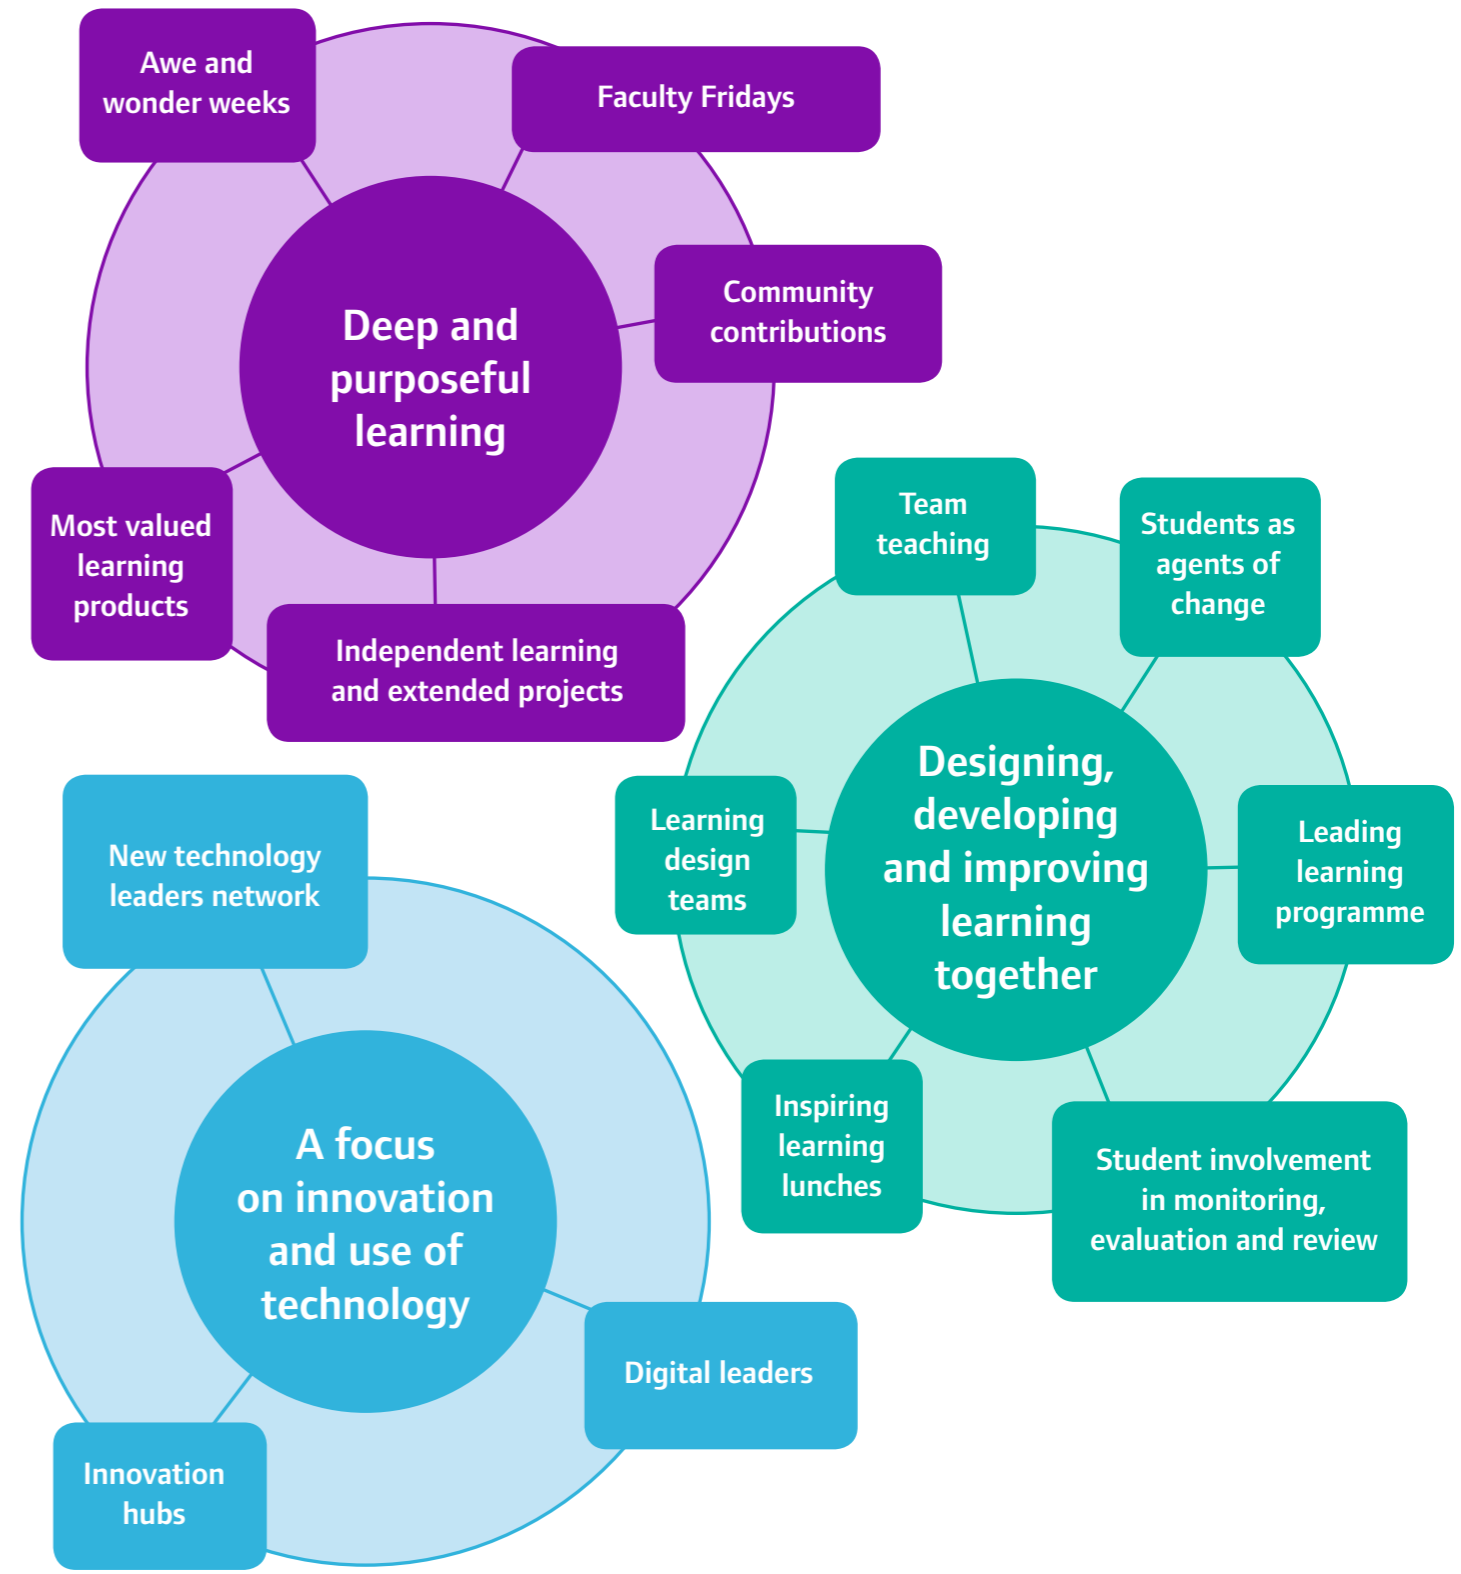 Awe and
wonder weeks
Faculty Fridays
Community
contributions
Deep and
purposeful
learning
Most valued
learning
products
Independent learning
and extended projects
Team
teaching
Students as
agents of
change
Learning
design
teams
Designing,
developing
and improving
learning
together
Leading
learning
programme
Inspiring
learning
lunches
Student involvement
in monitoring,
evaluation and review
New technology
leaders network
A focus
on innovation
and use of
technology
Digital leaders
Innovation
hubs